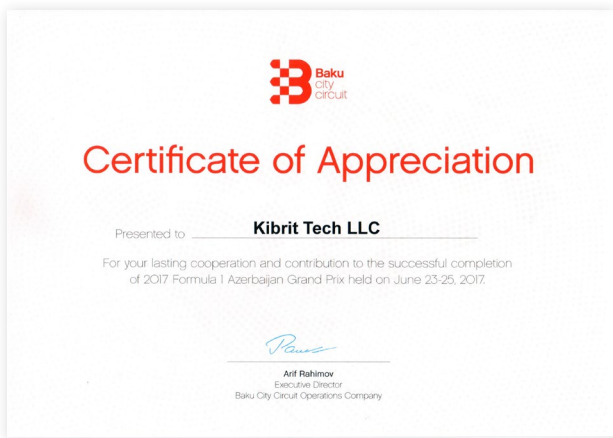 Baku
city
circuit
Certificate of Appreciation
Presented to Kibrit Tech LLC
For your lasting cooperation and contribution to the successful completion
of 2017 Formula 1 Azerbaijan Grand Prix held on June 23-25, 2017.
Arif Rahimov
Executive Director
Baku City Circuit Operations Company